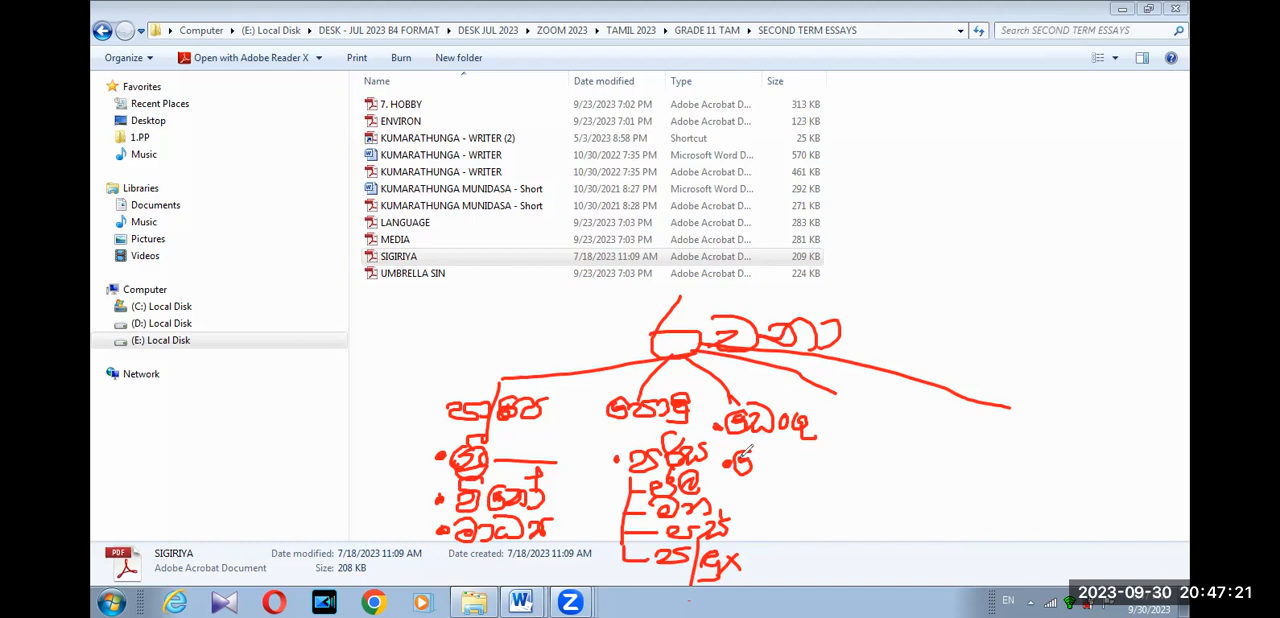 Computer ▸ (E:) Local Disk ▸ DESK - JUL 2023 B4 FORMAT ▸ DESK JUL 2023 ▸ ZOOM 2023 ▸ TAMIL 2023 ▸ GRADE 11 TAM ▸ SECOND TERM ESSAYS
Search SECOND TERM ESSAYS
Organize Open with Adobe Reader X Print Burn New folder
Name Date modified Type Size
Favorites
Recent Places
Desktop
1.PP
Music
Libraries
Documents
Music
Pictures
Videos
Computer
(C:) Local Disk
(D:) Local Disk
(E:) Local Disk
Network
7. HOBBY 9/23/2023 7:02 PM Adobe Acrobat D... 313 KB
ENVIRON 9/23/2023 7:01 PM Adobe Acrobat D... 123 KB
KUMARATHUNGA - WRITER (2) 5/3/2023 8:58 PM Shortcut 25 KB
KUMARATHUNGA - WRITER 10/30/2022 7:35 PM Microsoft Word D... 570 KB
KUMARATHUNGA - WRITER 10/30/2022 7:35 PM Adobe Acrobat D... 461 KB
KUMARATHUNGA MUNIDASA - Short 10/30/2021 8:27 PM Microsoft Word D... 292 KB
KUMARATHUNGA MUNIDASA - Short 10/30/2021 8:28 PM Adobe Acrobat D... 271 KB
LANGUAGE 9/23/2023 7:03 PM Adobe Acrobat D... 283 KB
MEDIA 9/23/2023 7:03 PM Adobe Acrobat D... 281 KB
SIGIRIYA 7/18/2023 11:09 AM Adobe Acrobat D... 209 KB
UMBRELLA SIN 9/23/2023 7:03 PM Adobe Acrobat D... 224 KB
පොදු
ඩෙංගු
SIGIRIYA Date modified: 7/18/2023 11:09 AM Date created: 7/18/2023 11:09 AM
Adobe Acrobat Document Size: 208 KB
EN
2023-09-30 20:47:21
9/30/2023